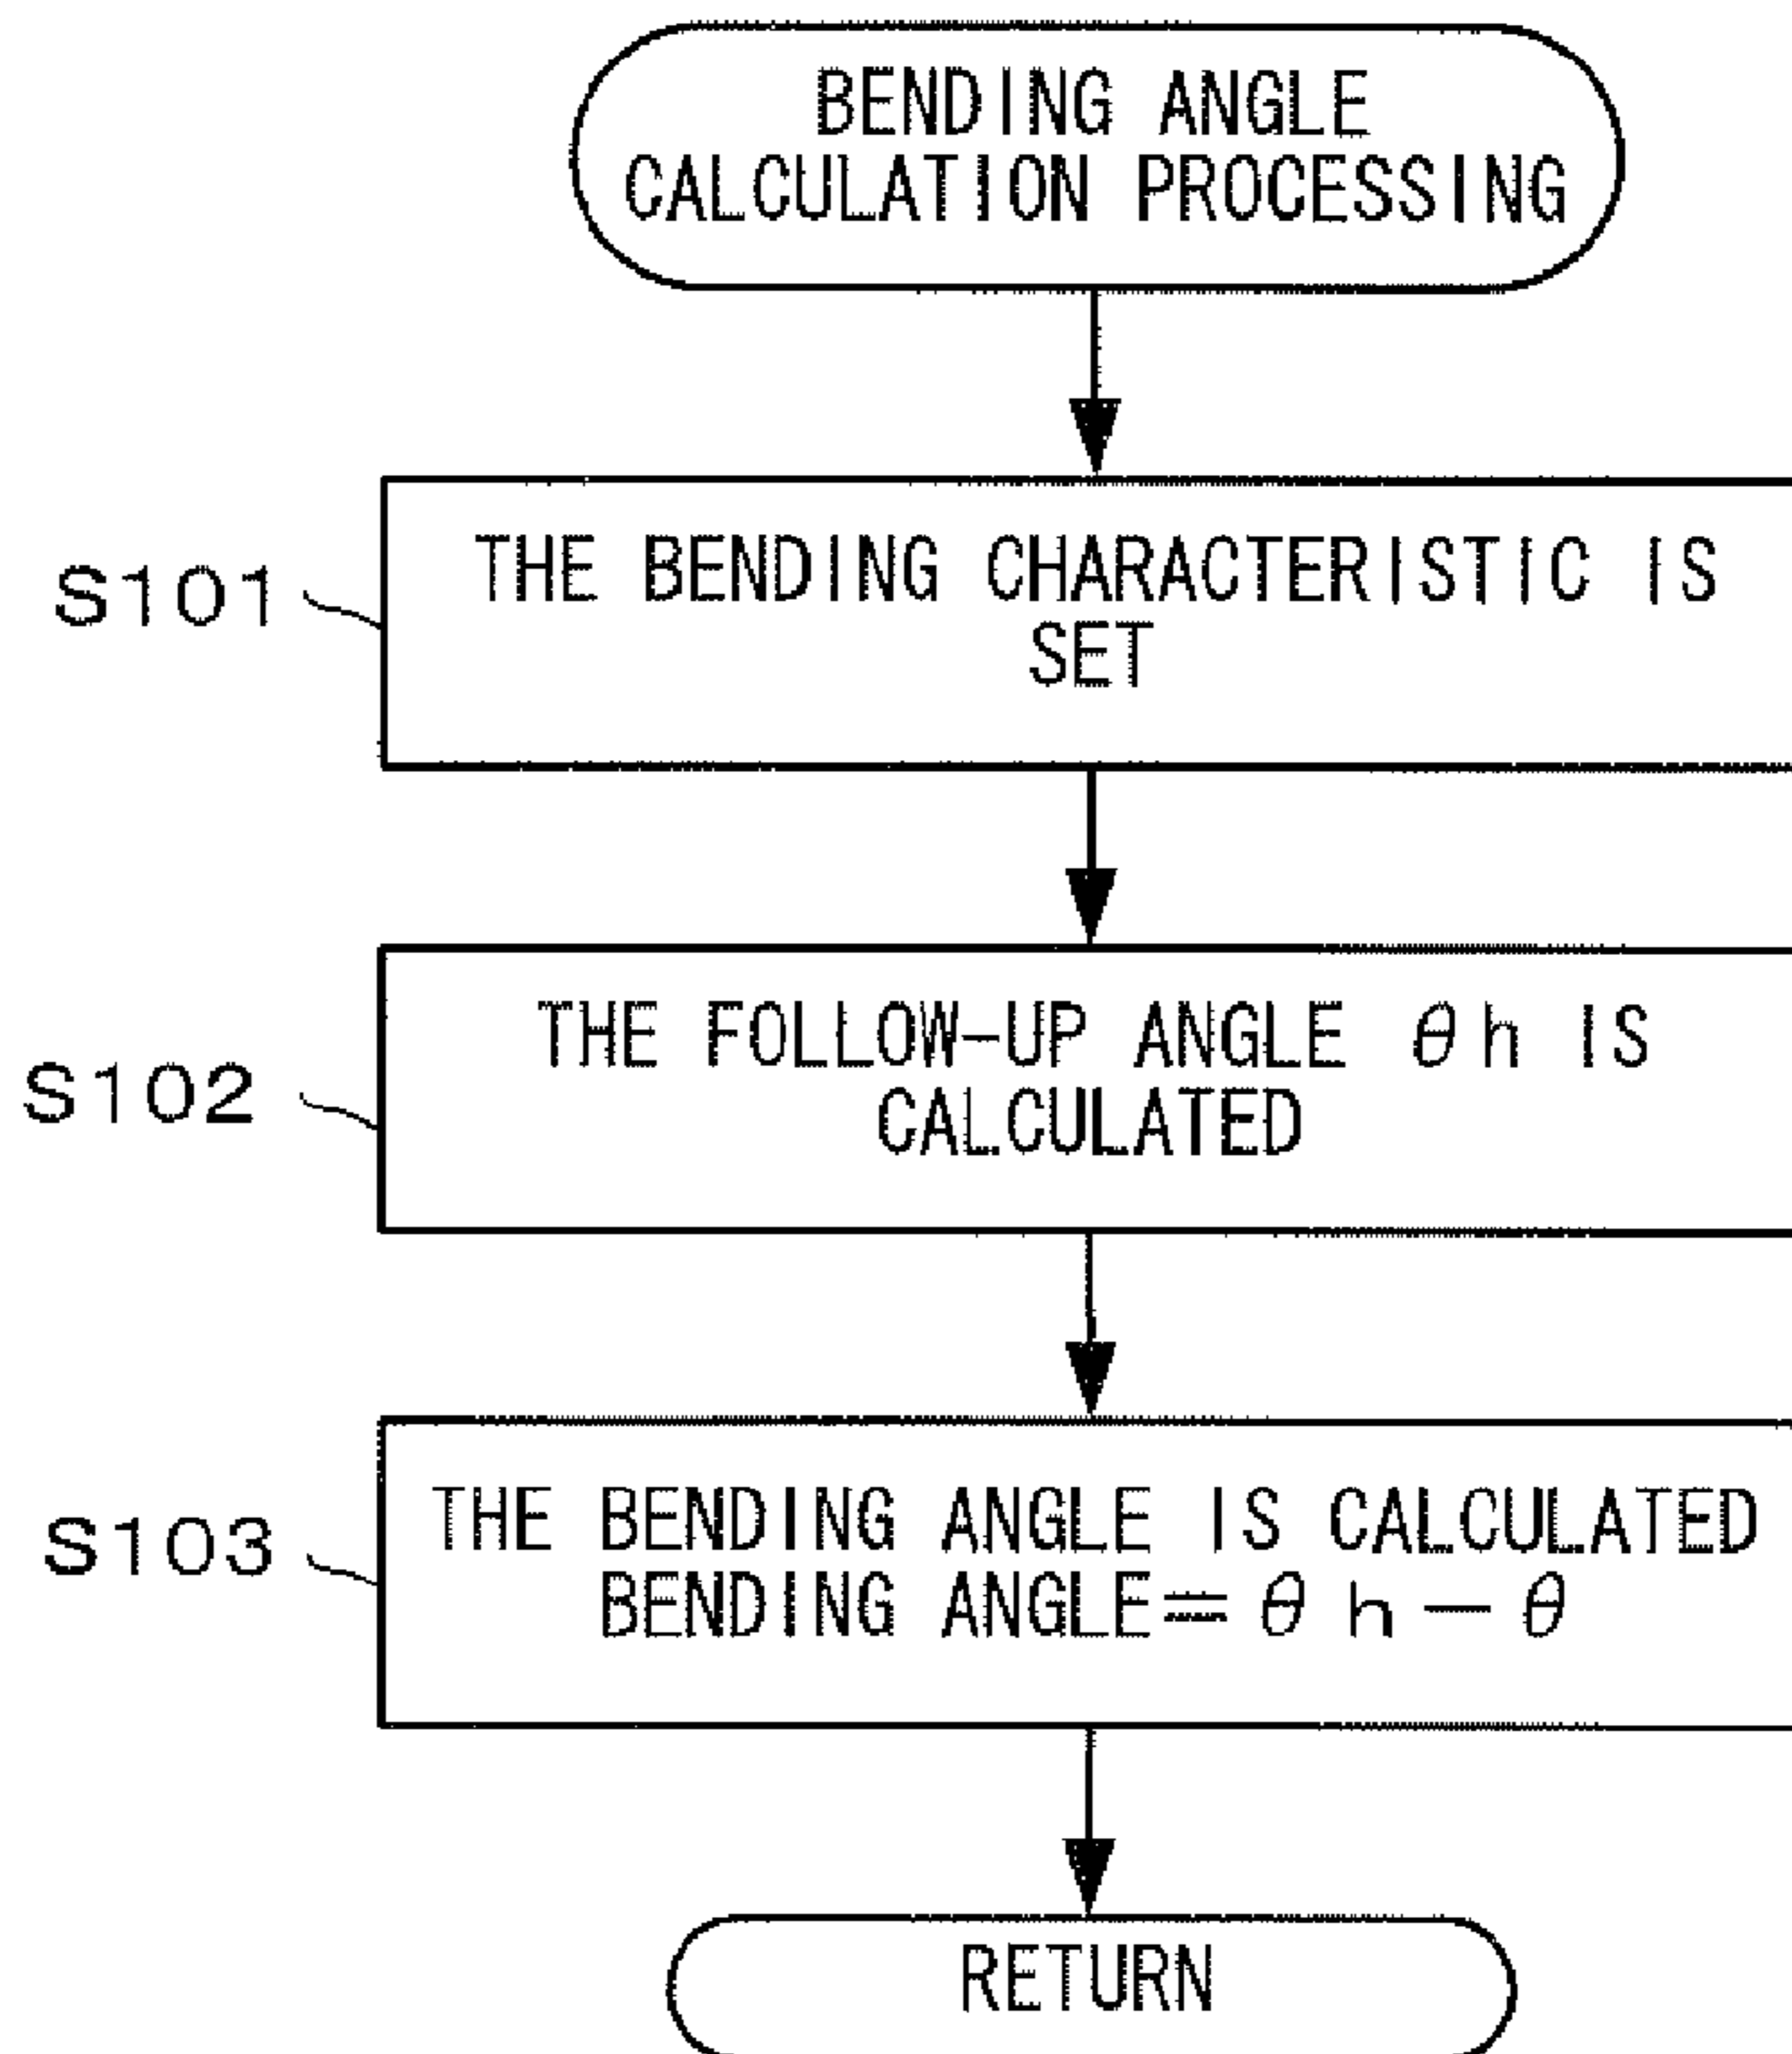 BENDING ANGLE
CALCULATION PROCESSING
S101
THE BENDING CHARACTERISTIC IS
SET
S102
THE FOLLOW-UP ANGLE θh IS
CALCULATED
S103
THE BENDING ANGLE IS CALCULATED
BENDING ANGLE=θh-θ
RETURN